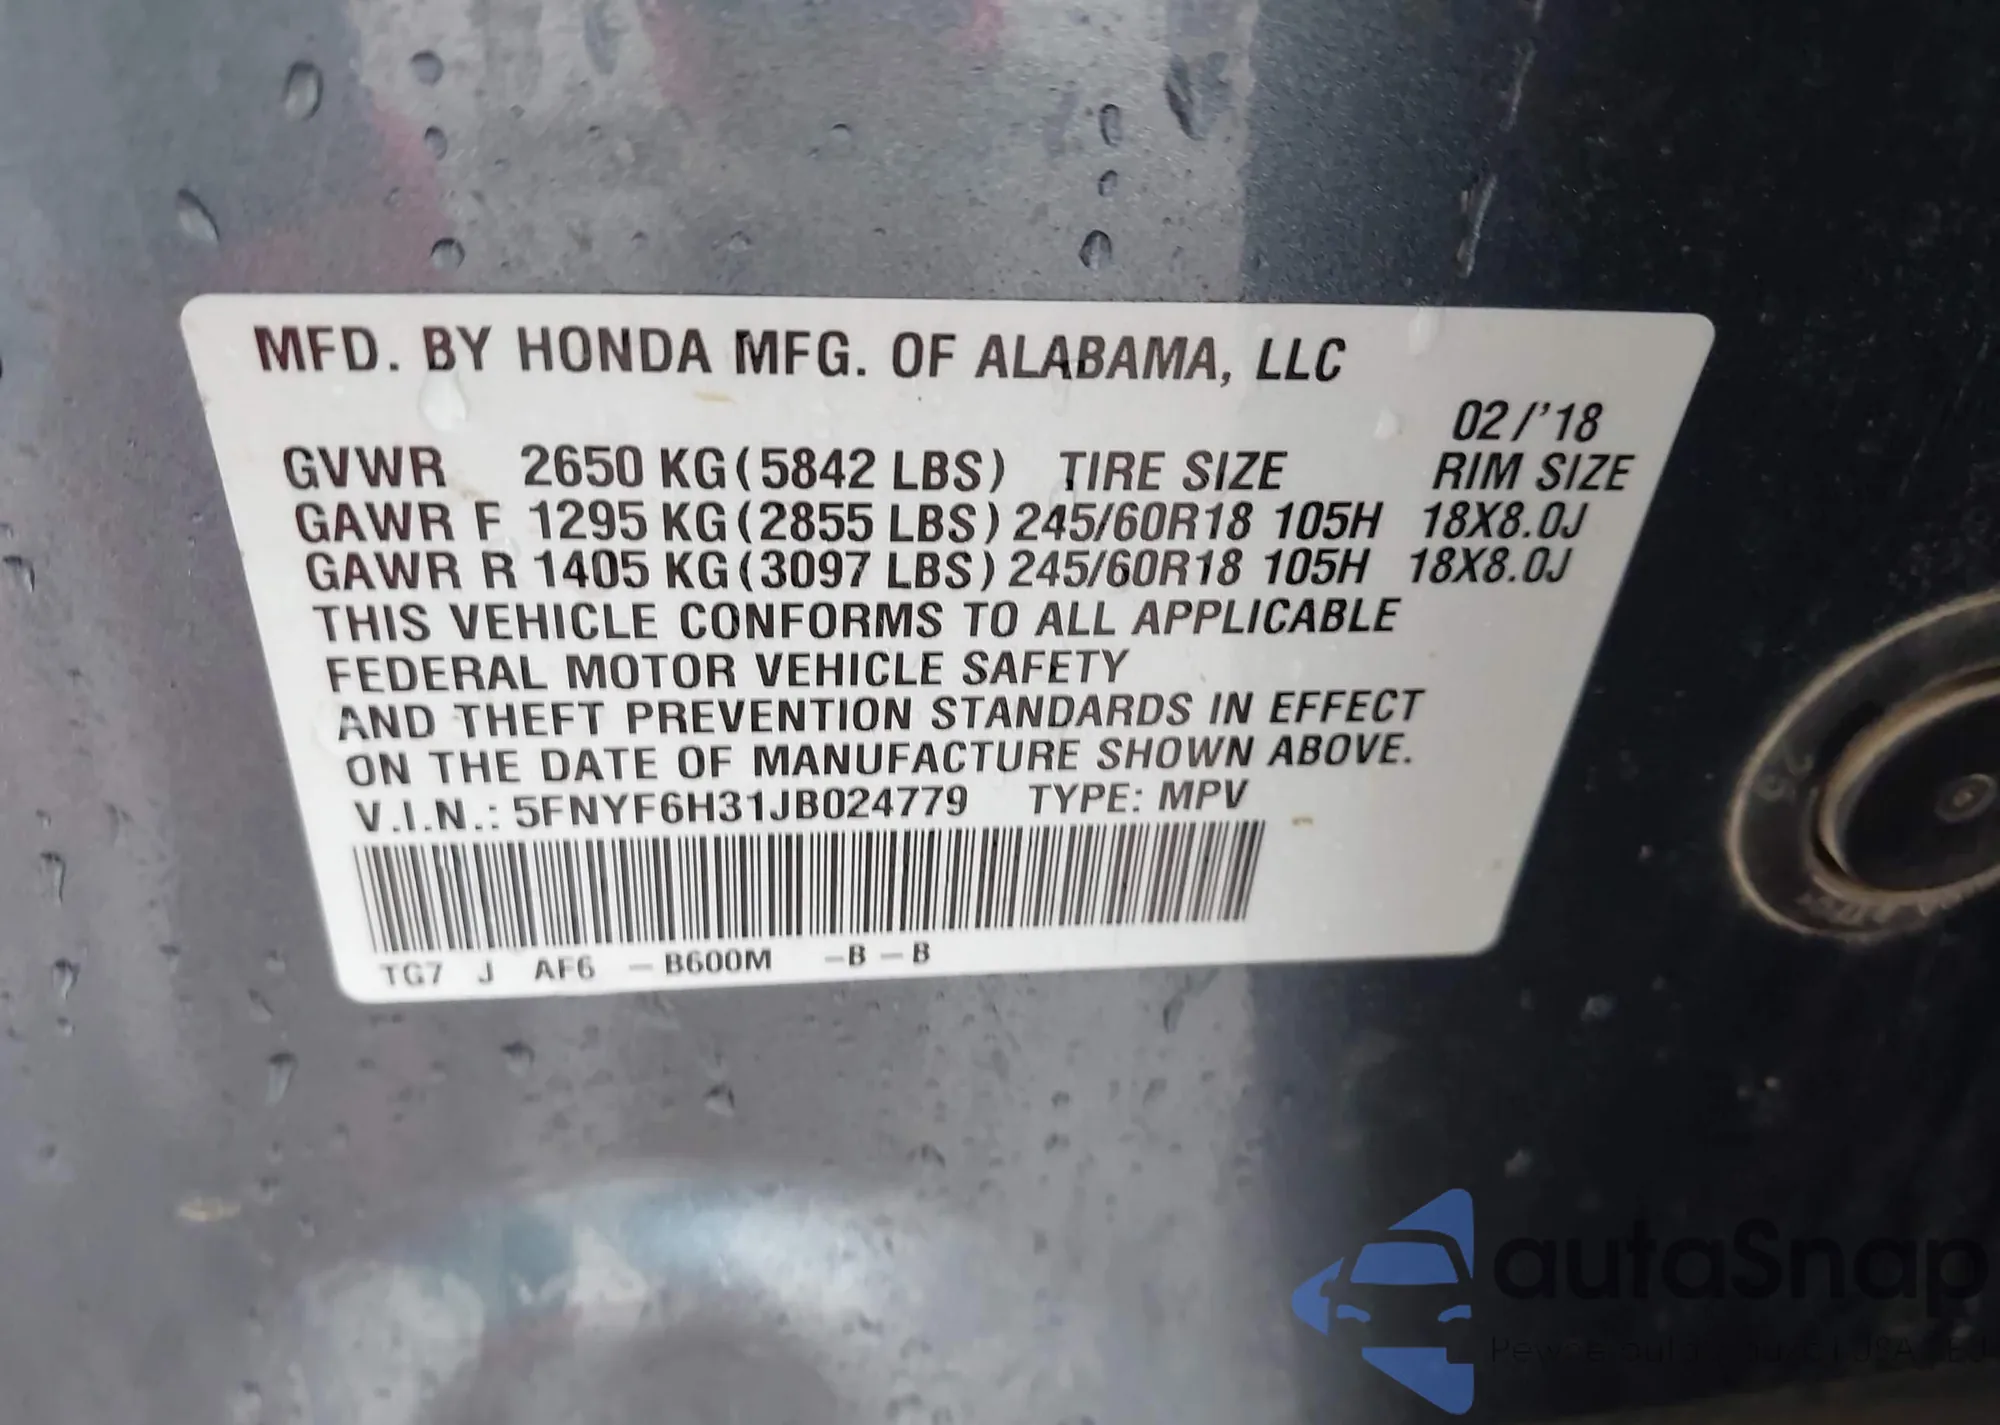 MFD. BY HONDA MFG. OF ALABAMA, LLC
02/'18
GVWR 2650 KG(5842 LBS) TIRE SIZE RIM SIZE
GAWR F 1295 KG(2855 LBS) 245/60R18 105H 18X8.0J
GAWR R 1405 KG(3097 LBS) 245/60R18 105H 18X8.0J
THIS VEHICLE CONFORMS TO ALL APPLICABLE
FEDERAL MOTOR VEHICLE SAFETY
AND THEFT PREVENTION STANDARDS IN EFFECT
ON THE DATE OF MANUFACTURE SHOWN ABOVE.
V.I.N.: 5FNYF6H31JB024779 TYPE: MPV
TG7 J AF6 – B600M – B – B
25
autaSnap